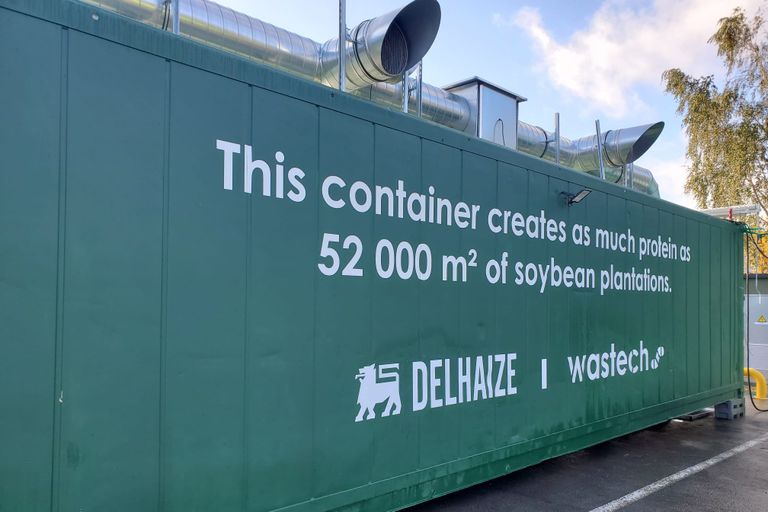 This container creates as much protein as
52 000 m² of soybean plantations.
DELHAIZE | wastech